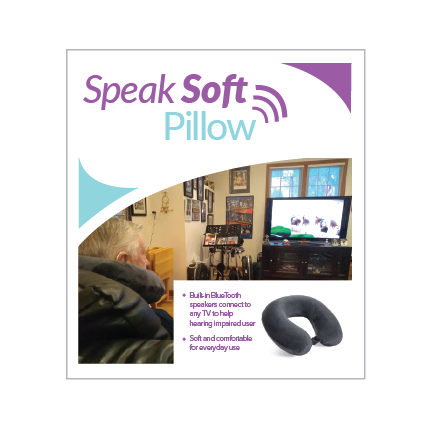 Speak Soft
Pillow
Built-in BlueTooth
speakers connect to
any TV to help
hearing impaired user
Soft and comfortable
for everyday use